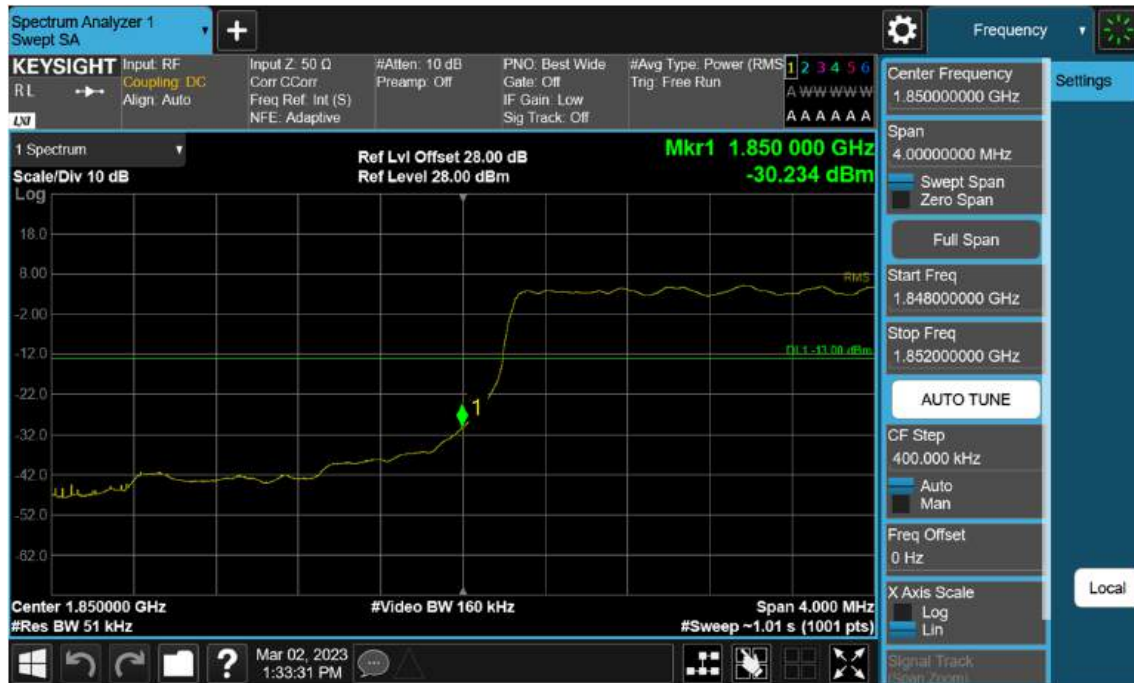 Spectrum Analyzer 1
Swept SA
+
Frequency
KEYSIGHT
RL
LXI
Input: RF
Coupling: DC
Align: Auto
Input Z: 50 Ω
Corr CCorr
Freq Ref: Int (S)
NFE: Adaptive
#Atten: 10 dB
Preamp: Off
PNO: Best Wide
Gate: Off
IF Gain: Low
Sig Track: Off
#Avg Type: Power (RMS
Trig: Free Run
1 2 3 4 5 6
A W W W W W
A A A A A A
1 Spectrum
Scale/Div 10 dB
Ref Lvl Offset 28.00 dB
Ref Level 28.00 dBm
Mkr1 1.850 000 GHz
-30.234 dBm
Log
18.0
8.00
RMS
-2.00
-12.0
DL1 -13.00 dBm
-22.0
1
-32.0
-42.0
-52.0
-62.0
Center 1.850000 GHz
#Video BW 160 kHz
Span 4.000 MHz
#Res BW 51 kHz
#Sweep ~1.01 s (1001 pts)
Center Frequency
1.850000000 GHz
Settings
Span
4.00000000 MHz
Swept Span
Zero Span
Full Span
Start Freq
1.848000000 GHz
Stop Freq
1.852000000 GHz
AUTO TUNE
CF Step
400.000 kHz
Auto
Man
Freq Offset
0 Hz
X Axis Scale
Log
Lin
Local
Signal Track
(Span Zoom)
?
Mar 02, 2023
1:33:31 PM